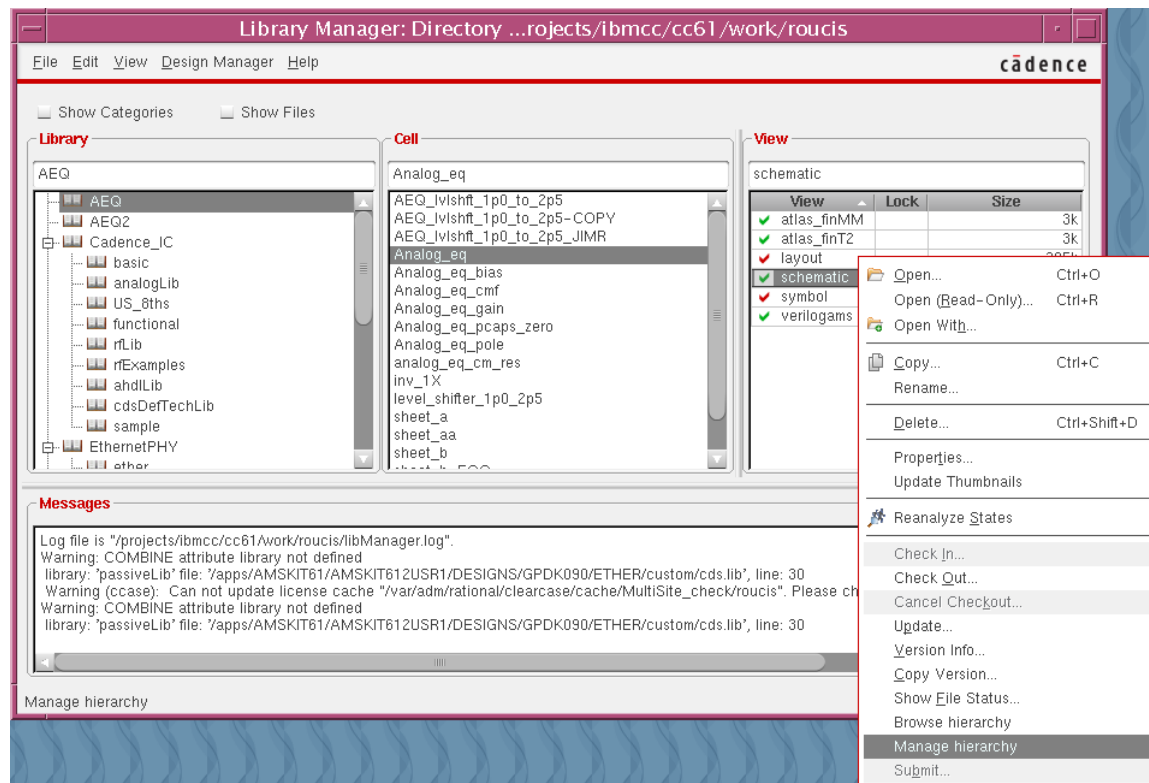 Library Manager: Directory ...rojects/ibmcc/cc61/work/roucis
File Edit View Design Manager Help
cādence
Show Categories Show Files
Library
AEQ
AEQ
AEQ2
Cadence_IC
basic
analogLib
US_8ths
functional
rfLib
rfExamples
ahdlLib
cdsDefTechLib
sample
EthernetPHY
ether
Cell
Analog_eq
AEQ_lvlshft_1p0_to_2p5
AEQ_lvlshft_1p0_to_2p5-COPY
AEQ_lvlshft_1p0_to_2p5_JIMR
Analog_eq
Analog_eq_bias
Analog_eq_cmf
Analog_eq_gain
Analog_eq_pcaps_zero
Analog_eq_pole
analog_eq_cm_res
inv_1X
level_shifter_1p0_2p5
sheet_a
sheet_aa
sheet_b
View
schematic
View Lock Size
atlas_finMM 3k
atlas_finT2 3k
layout
schematic
symbol
verilogams
Open... Ctrl+O
Open (Read-Only)... Ctrl+R
Open With...
Copy... Ctrl+C
Rename...
Delete... Ctrl+Shift+D
Properties...
Update Thumbnails
Reanalyze States
Check In...
Check Out...
Cancel Checkout...
Update...
Version Info...
Copy Version...
Show File Status...
Browse hierarchy
Manage hierarchy
Submit...
Messages
Log file is "/projects/ibmcc/cc61/work/roucis/libManager.log".
Warning: COMBINE attribute library not defined
library: 'passiveLib' file: '/apps/AMSKIT61/AMSKIT612USR1/DESIGNS/GPDK090/ETHER/custom/cds.lib', line: 30
Warning (ccase): Can not update license cache "/var/adm/rational/clearcase/cache/MultiSite_check/roucis". Please ch
Warning: COMBINE attribute library not defined
library: 'passiveLib' file: '/apps/AMSKIT61/AMSKIT612USR1/DESIGNS/GPDK090/ETHER/custom/cds.lib', line: 30
Manage hierarchy